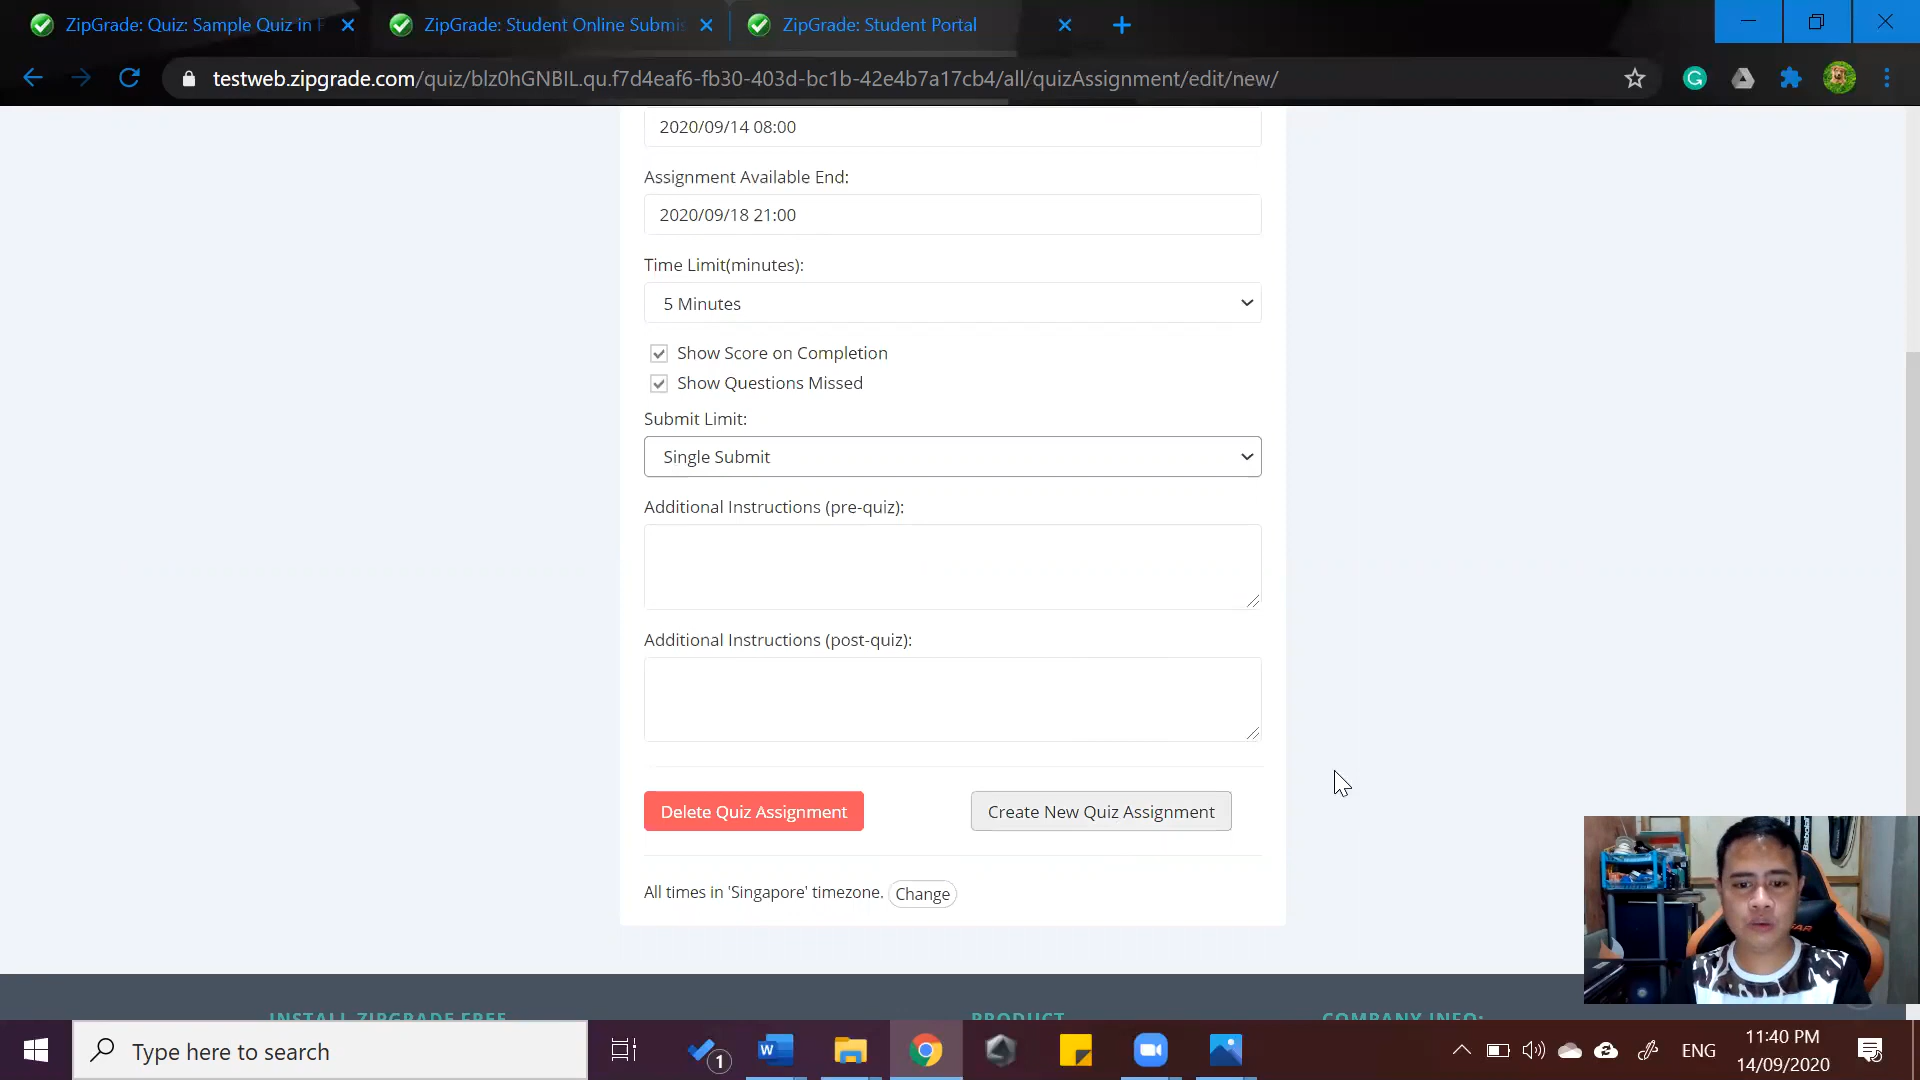 ZipGrade: Quiz: Sample Quiz in
ZipGrade: Student Online Submis
ZipGrade: Student Portal
testweb.zipgrade.com/quiz/blz0hGNBIL.qu.f7d4eaf6-fb30-403d-bc1b-42e4b7a17cb4/all/quizAssignment/edit/new/
2020/09/14 08:00
Assignment Available End:
2020/09/18 21:00
Time Limit(minutes):
5 Minutes
Show Score on Completion
Show Questions Missed
Submit Limit:
Single Submit
Additional Instructions (pre-quiz):
Additional Instructions (post-quiz):
Delete Quiz Assignment
Create New Quiz Assignment
All times in 'Singapore' timezone. Change
INSTALL ZIPGRADE FREE
PRODUCT
COMPANY INFO:
Type here to search
1
ENG
11:40 PM
14/09/2020